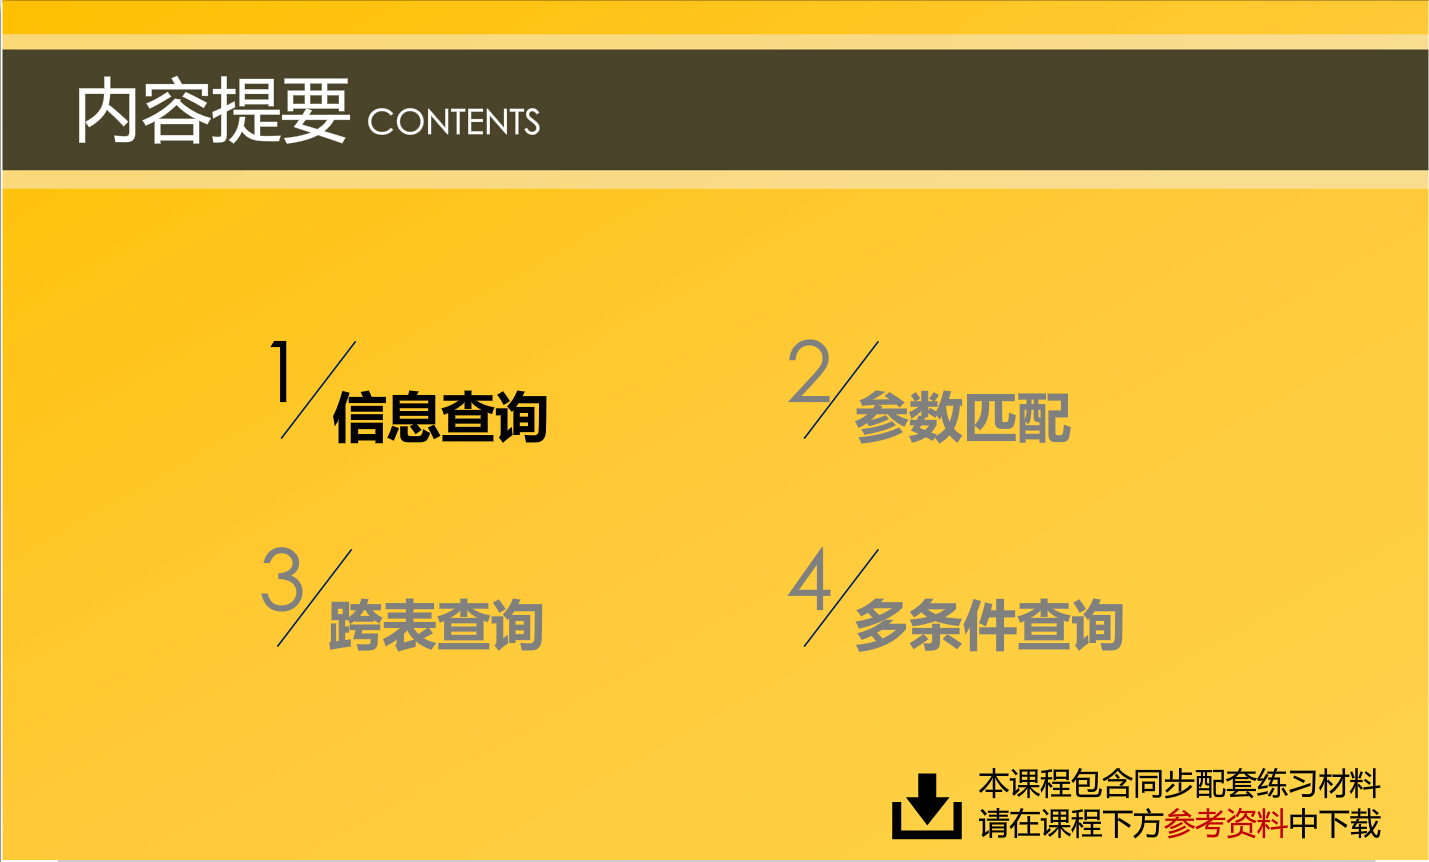 内容提要 CONTENTS
1 信息查询
2 参数匹配
3 跨表查询
4 多条件查询
本课程包含同步配套练习材料
请在课程下方参考资料中下载